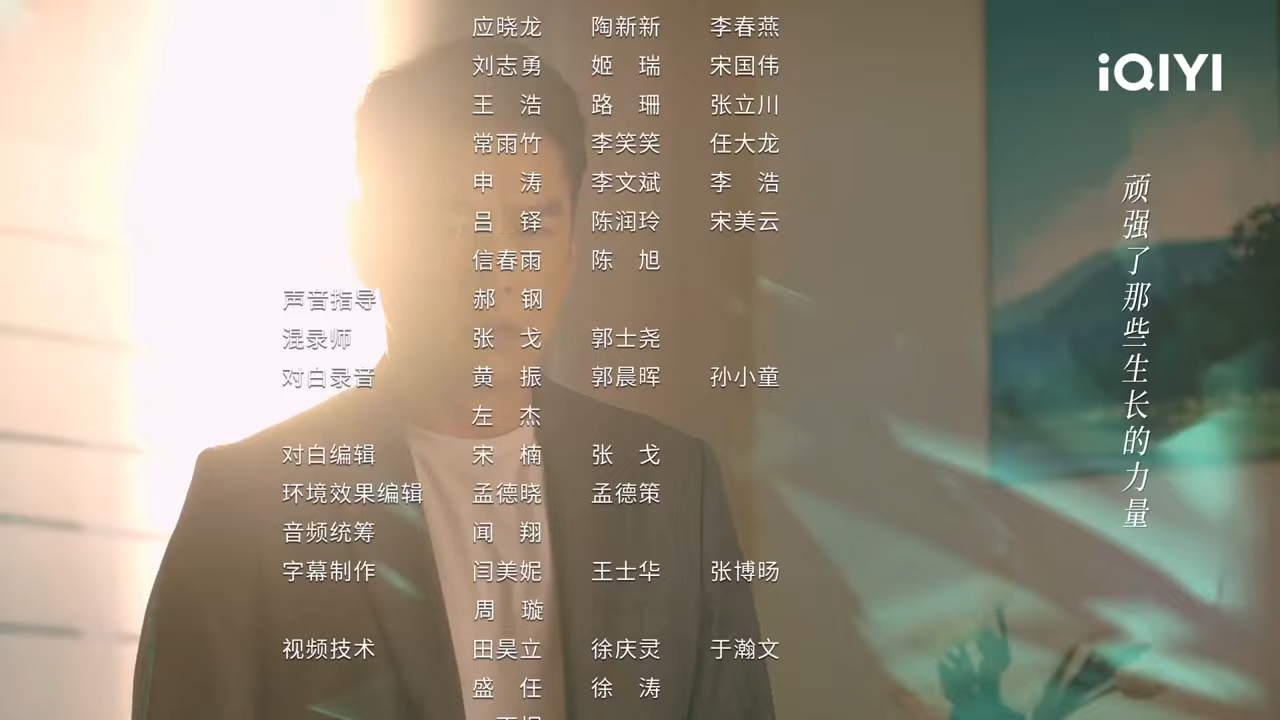 应晓龙 陶新新 李春燕
刘志勇 姬 瑞 宋国伟
王 浩 路 珊 张立川
常雨竹 李笑笑 任大龙
申 涛 李文斌 李 浩
吕 铎 陈润玲 宋美云
信春雨 陈 旭
声音指导 郝 钢
混录师 张 戈 郭士尧
对白录音 黄 振 郭晨晖 孙小童
左 杰
对白编辑 宋 楠 张 戈
环境效果编辑 孟德晓 孟德策
音频统筹 闻 翔
字幕制作 闫美妮 王士华 张博旸
周 璇
视频技术 田昊立 徐庆灵 于瀚文
盛 任 徐 涛
iQIYI
顽强了那些生长的力量